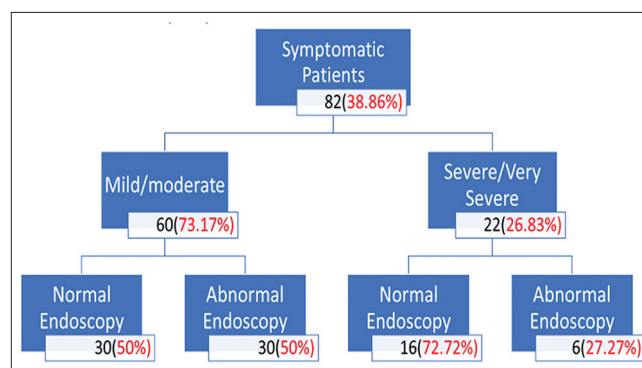 Symptomatic
Patients
82(38.86%)
Mild/moderate
60(73.17%)
Severe/Very
Severe
22(26.83%)
Normal
Endoscopy
30(50%)
Abnormal
Endoscopy
30(50%)
Normal
Endoscopy
16(72.72%)
Abnormal
Endoscopy
6(27.27%)